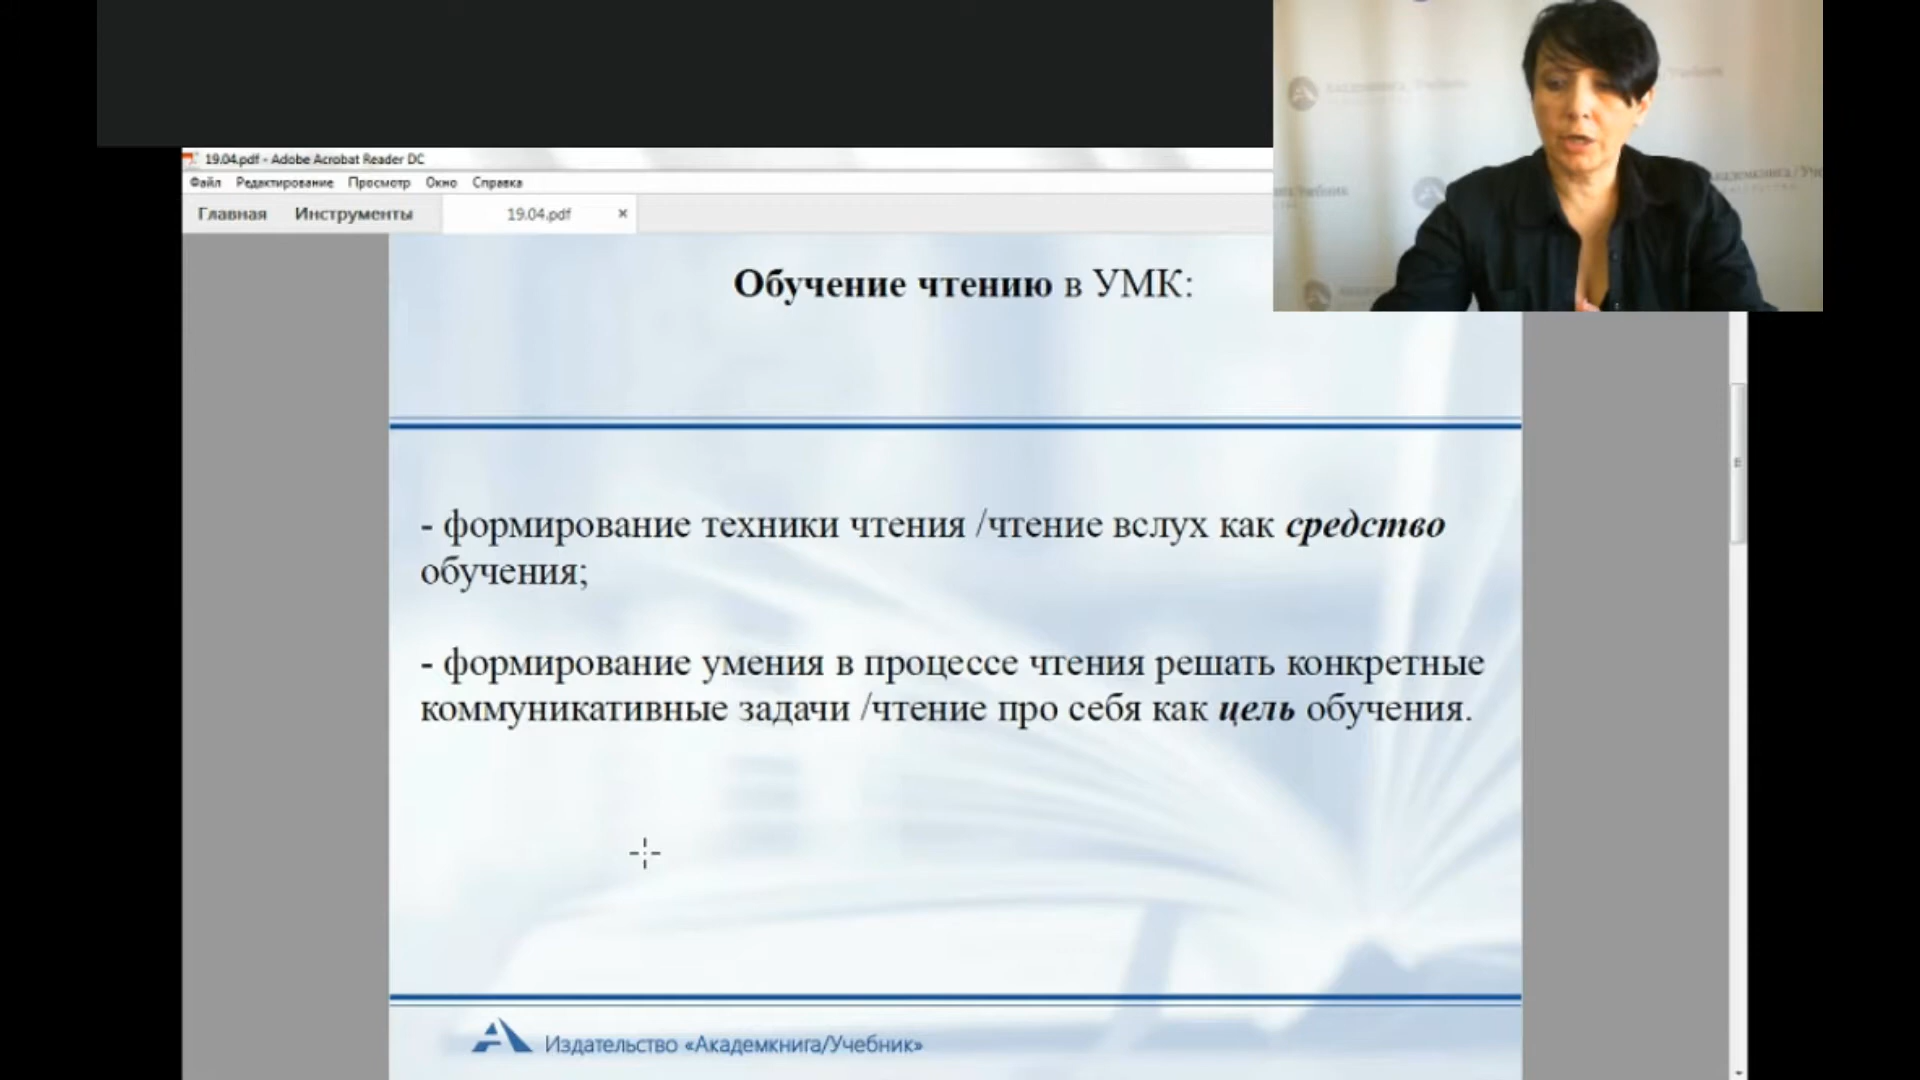 19.04.pdf - Adobe Acrobat Reader DC
Файл Редактирование Просмотр Окно Справка
Главная Инструменты 19.04.pdf ×
Обучение чтению в УМК:
- формирование техники чтения /чтение вслух как средство
обучения;
- формирование умения в процессе чтения решать конкретные
коммуникативные задачи /чтение про себя как цель обучения.
Издательство «Академкнига/Учебник»